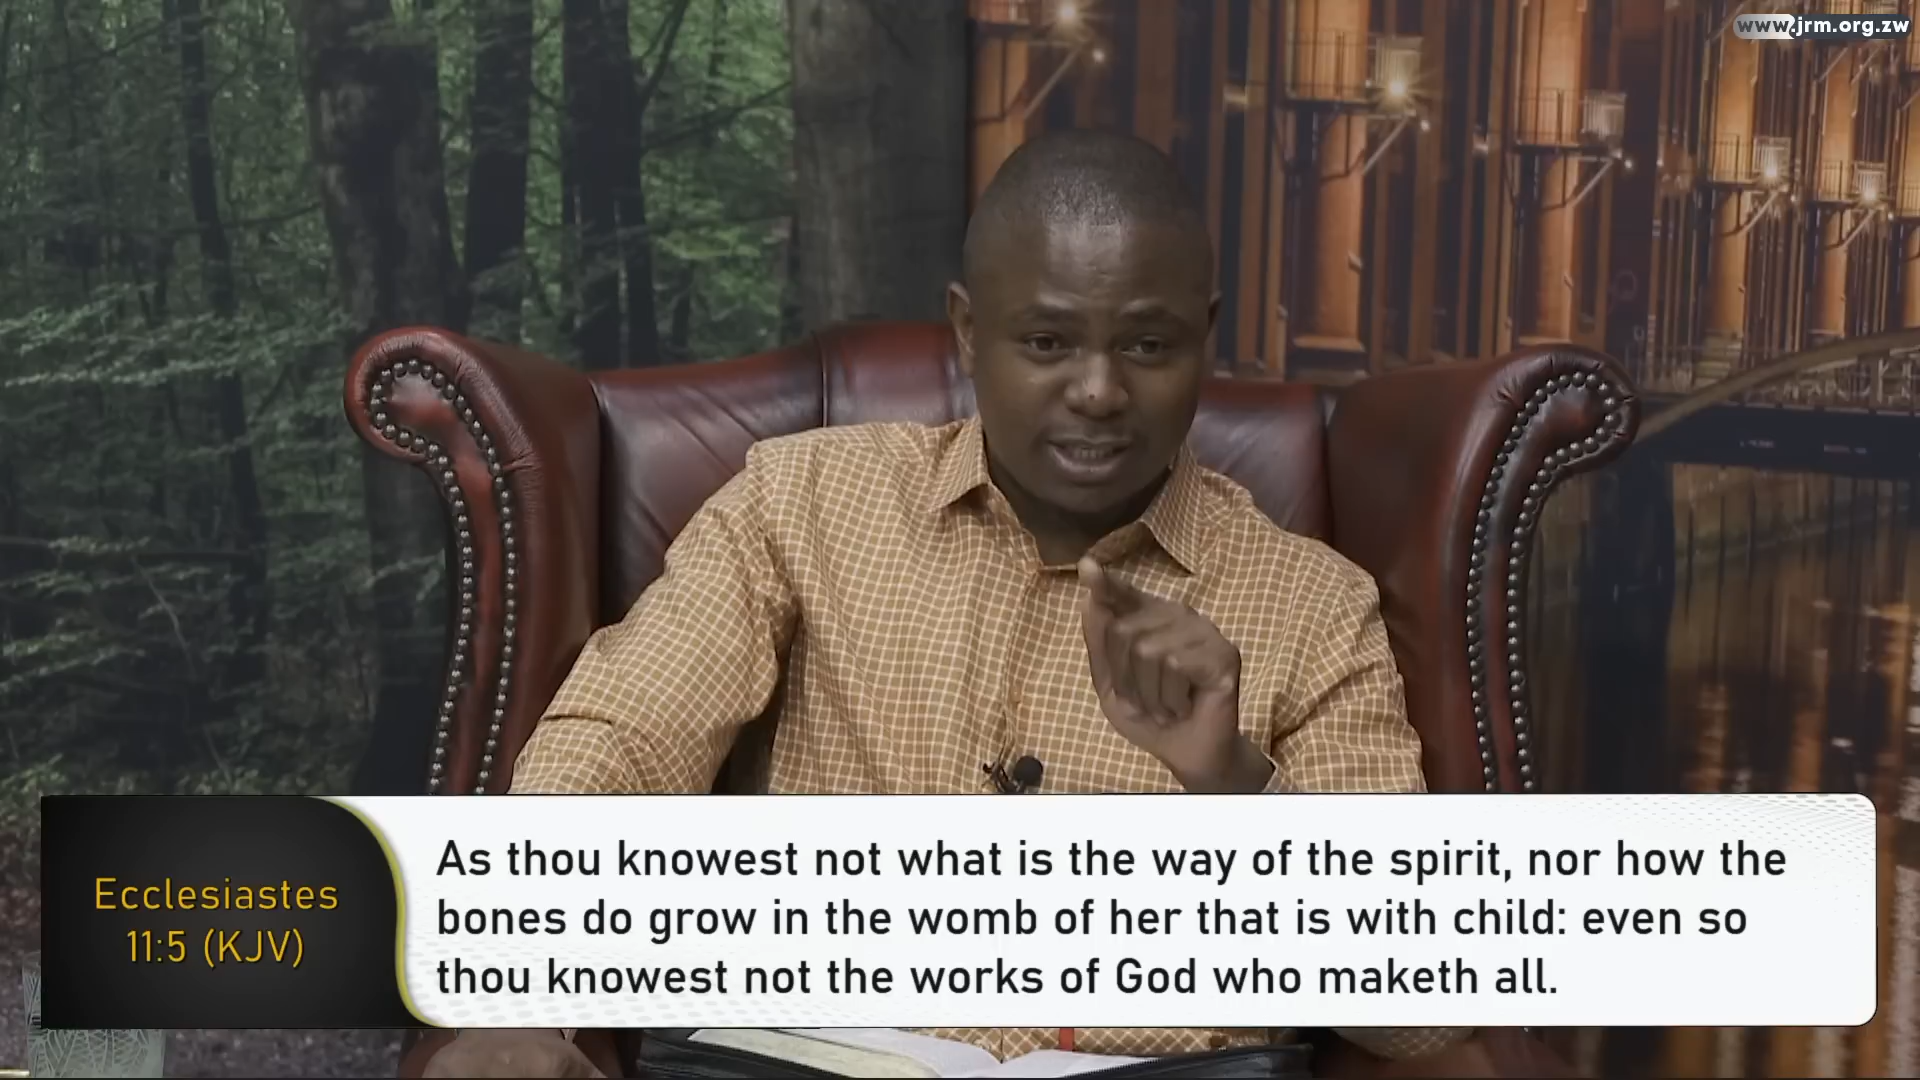 www.jrm.org.zw
Ecclesiastes
11:5 (KJV)
As thou knowest not what is the way of the spirit, nor how the
bones do grow in the womb of her that is with child: even so
thou knowest not the works of God who maketh all.